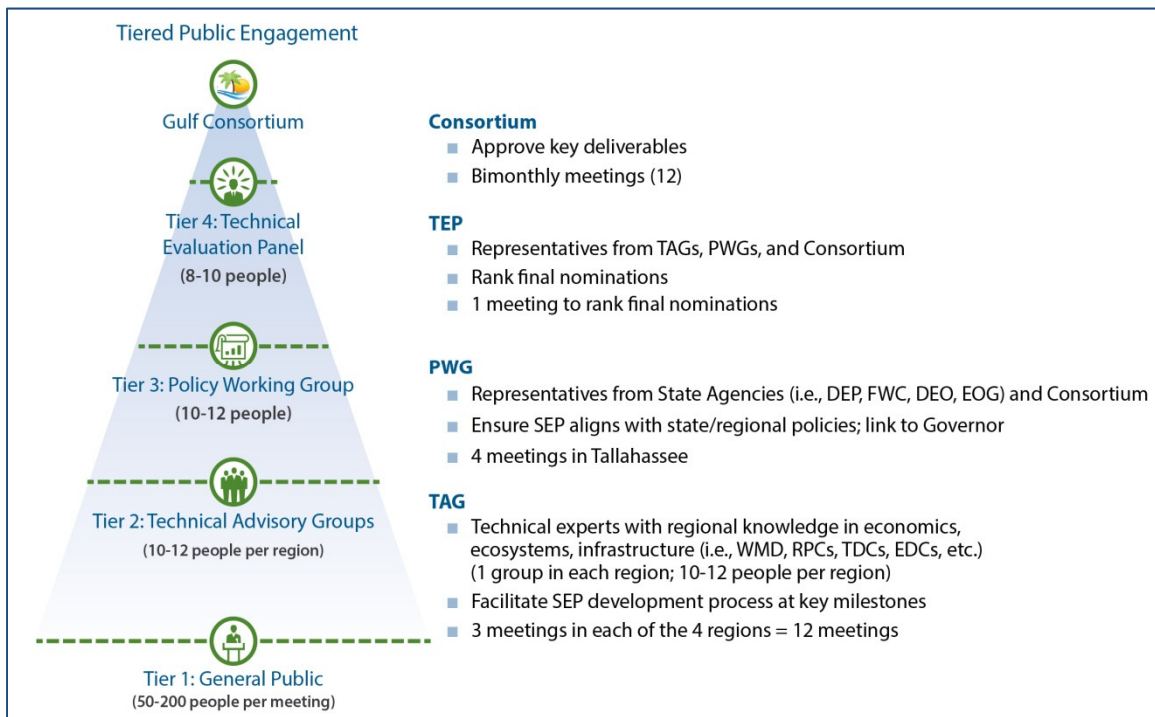 Tiered Public Engagement
Gulf Consortium
Tier 4: Technical
Evaluation Panel
(8-10 people)
Tier 3: Policy Working Group
(10-12 people)
Tier 2: Technical Advisory Groups
(10-12 people per region)
Tier 1: General Public
(50-200 people per meeting)
Consortium
Approve key deliverables
Bimonthly meetings (12)
TEP
Representatives from TAGs, PWGs, and Consortium
Rank final nominations
1 meeting to rank final nominations
PWG
Representatives from State Agencies (i.e., DEP, FWC, DEO, EOG) and Consortium
Ensure SEP aligns with state/regional policies; link to Governor
4 meetings in Tallahassee
TAG
Technical experts with regional knowledge in economics,
ecosystems, infrastructure (i.e., WMD, RPCs, TDCs, EDCs, etc.)
(1 group in each region; 10-12 people per region)
Facilitate SEP development process at key milestones
3 meetings in each of the 4 regions = 12 meetings